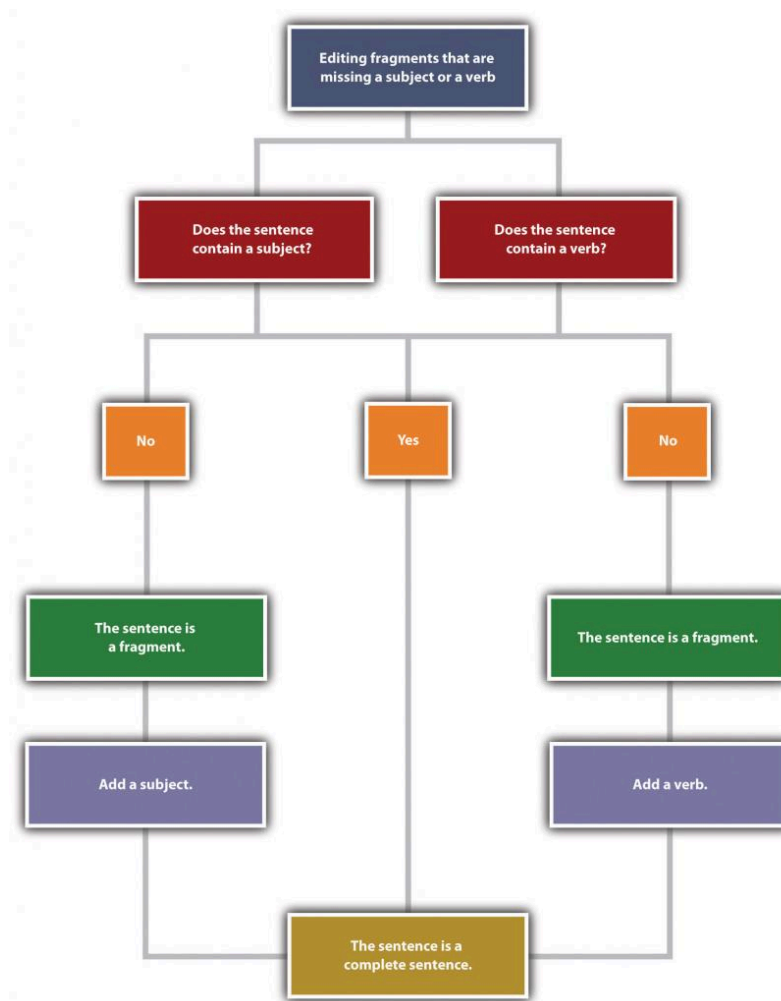 Editing fragments that are
missing a subject or a verb
Does the sentence
contain a subject?
Does the sentence
contain a verb?
No
Yes
No
The sentence is
a fragment.
The sentence is a fragment.
Add a subject.
Add a verb.
The sentence is a
complete sentence.